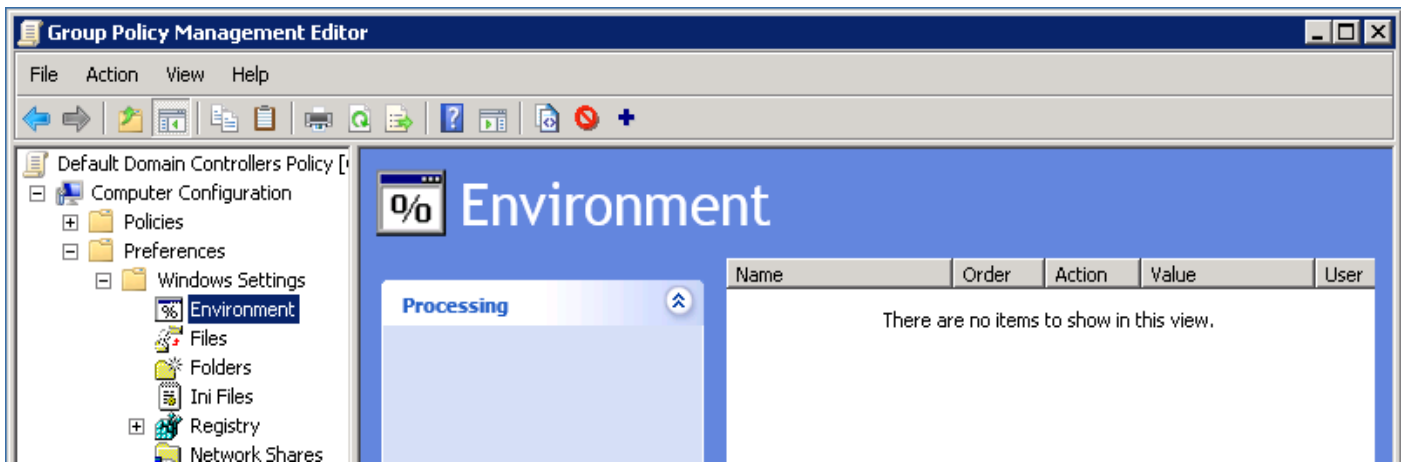 Group Policy Management Editor
File Action View Help
Default Domain Controllers Policy [
Computer Configuration
Policies
Preferences
Windows Settings
Environment
Files
Folders
Ini Files
Registry
Network Shares
% Environment
Processing
Name Order Action Value User
There are no items to show in this view.